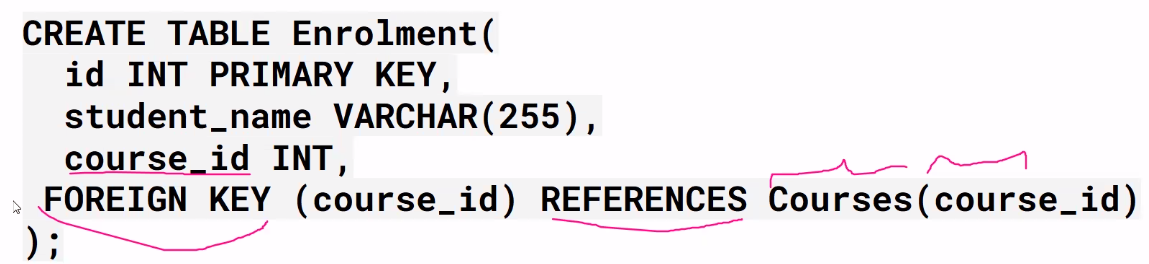 CREATE TABLE Enrolment(
id INT PRIMARY KEY,
student_name VARCHAR(255),
course_id INT,
FOREIGN KEY (course_id) REFERENCES Courses(course_id)
);